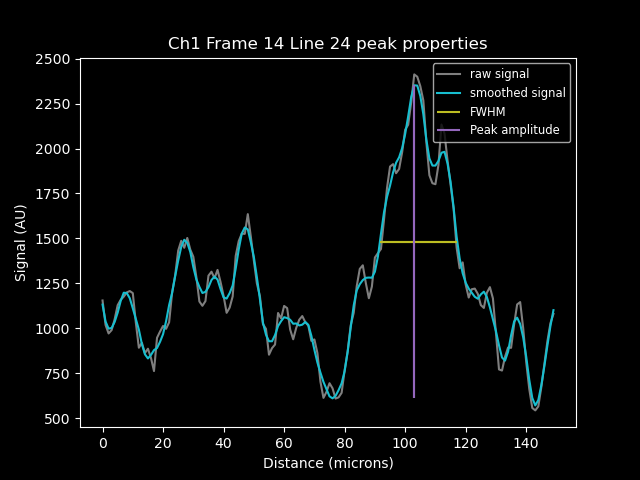 Ch1 Frame 14 Line 24 peak properties
raw signal
smoothed signal
FWHM
Peak amplitude
2500
2250
2000
1750
1500
1250
1000
750
500
Signal (AU)
0 20 40 60 80 100 120 140
Distance (microns)